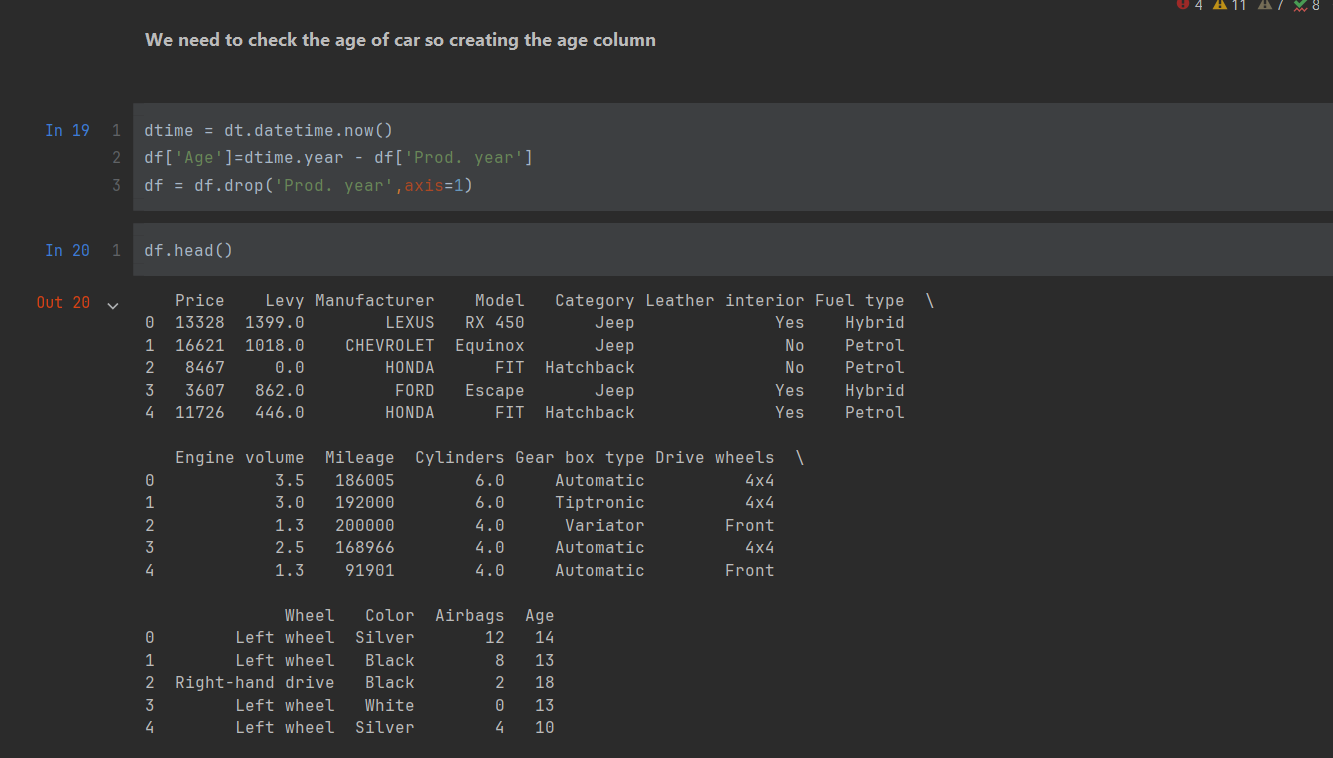 4 11 7 8
We need to check the age of car so creating the age column
In 19 1 dtime = dt.datetime.now()
2 df['Age']=dtime.year - df['Prod. year']
3 df = df.drop('Prod. year',axis=1)
In 20 1 df.head()
Out 20 Price Levy Manufacturer Model Category Leather interior Fuel type \
0 13328 1399.0 LEXUS RX 450 Jeep Yes Hybrid
1 16621 1018.0 CHEVROLET Equinox Jeep No Petrol
2 8467 0.0 HONDA FIT Hatchback No Petrol
3 3607 862.0 FORD Escape Jeep Yes Hybrid
4 11726 446.0 HONDA FIT Hatchback Yes Petrol
Engine volume Mileage Cylinders Gear box type Drive wheels \
0 3.5 186005 6.0 Automatic 4x4
1 3.0 192000 6.0 Tiptronic 4x4
2 1.3 200000 4.0 Variator Front
3 2.5 168966 4.0 Automatic 4x4
4 1.3 91901 4.0 Automatic Front
Wheel Color Airbags Age
0 Left wheel Silver 12 14
1 Left wheel Black 8 13
2 Right-hand drive Black 2 18
3 Left wheel White 0 13
4 Left wheel Silver 4 10